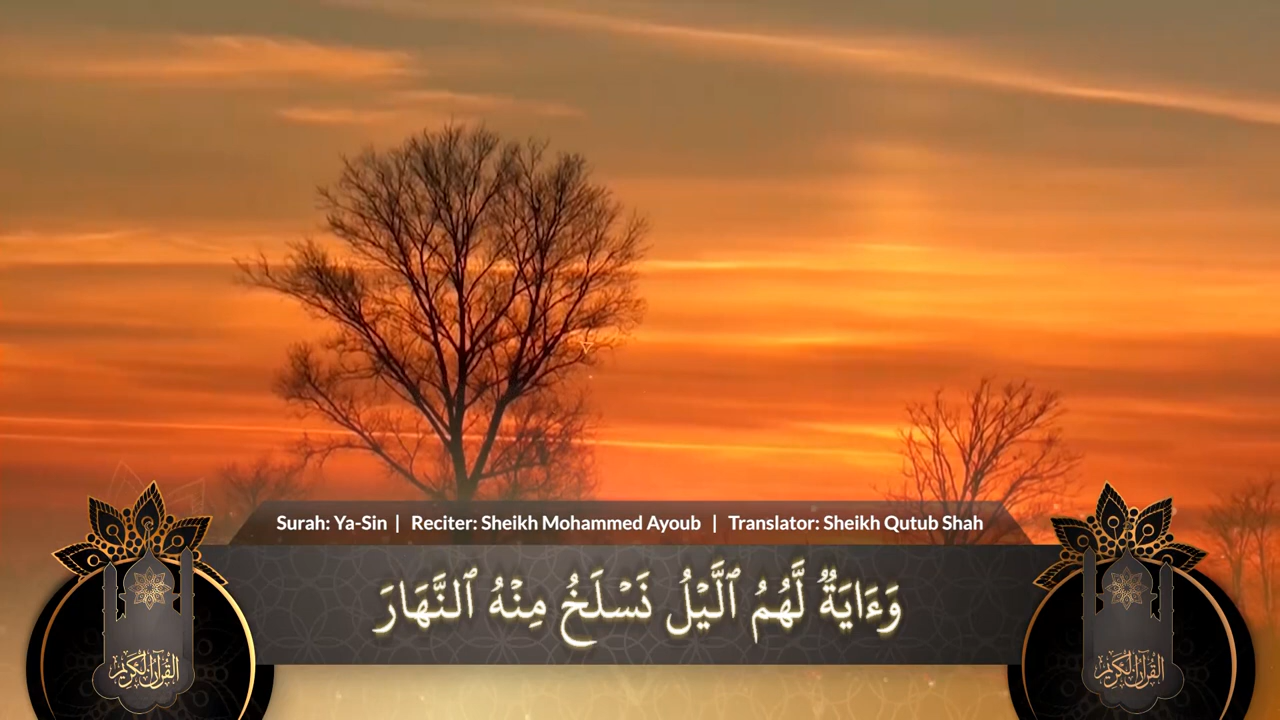 Surah: Ya-Sin | Reciter: Sheikh Mohammed Ayoub | Translator: Sheikh Qutub Shah
وَءَايَةٌ لَّهُمُ ٱلَّيْلُ نَسْلَخُ مِنْهُ ٱلنَّهَارَ
القرآن الكريم
القرآن الكريم